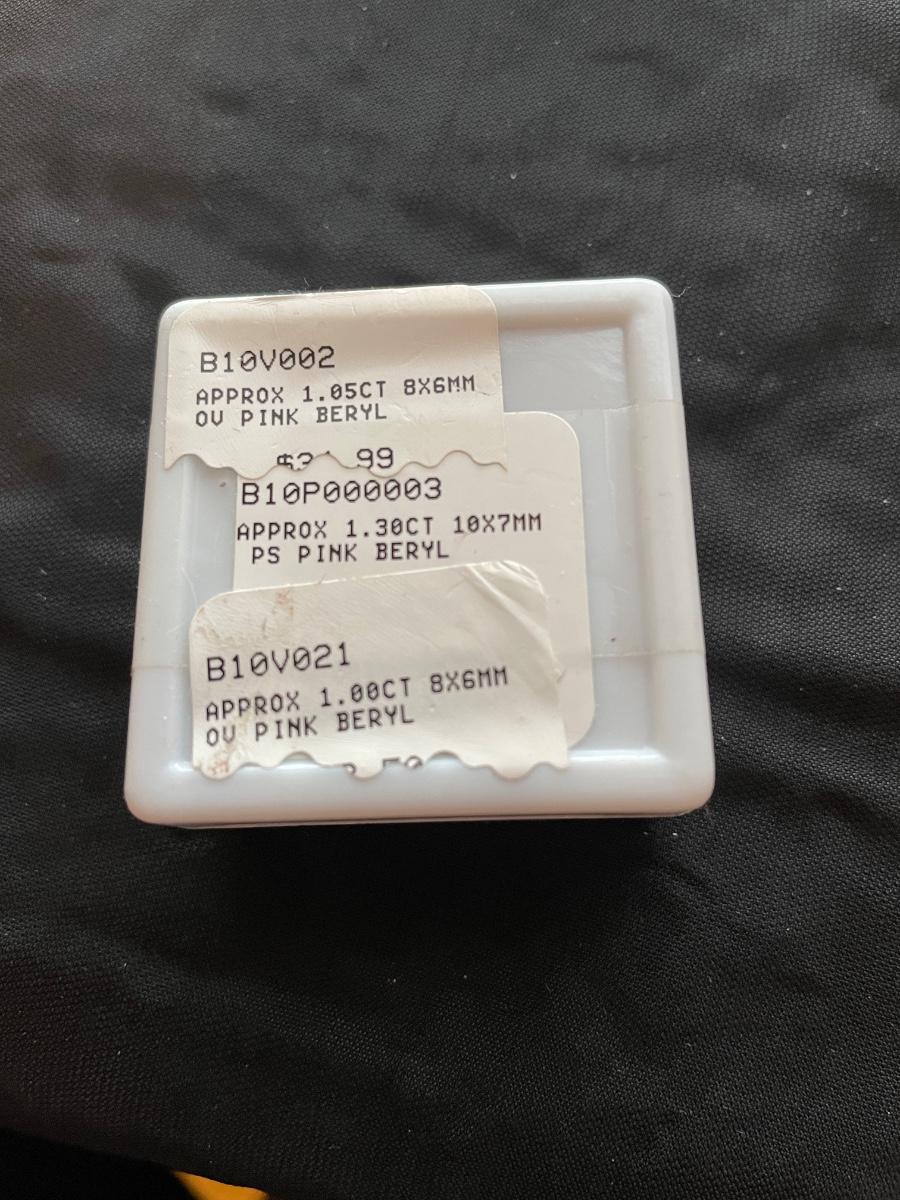 B10V002
APPROX 1.05CT 8X6MM
OV PINK BERYL
B10P000003
APPROX 1.30CT 10X7MM
PS PINK BERYL
B10V021
APPROX 1.00CT 8X6MM
OV PINK BERYL